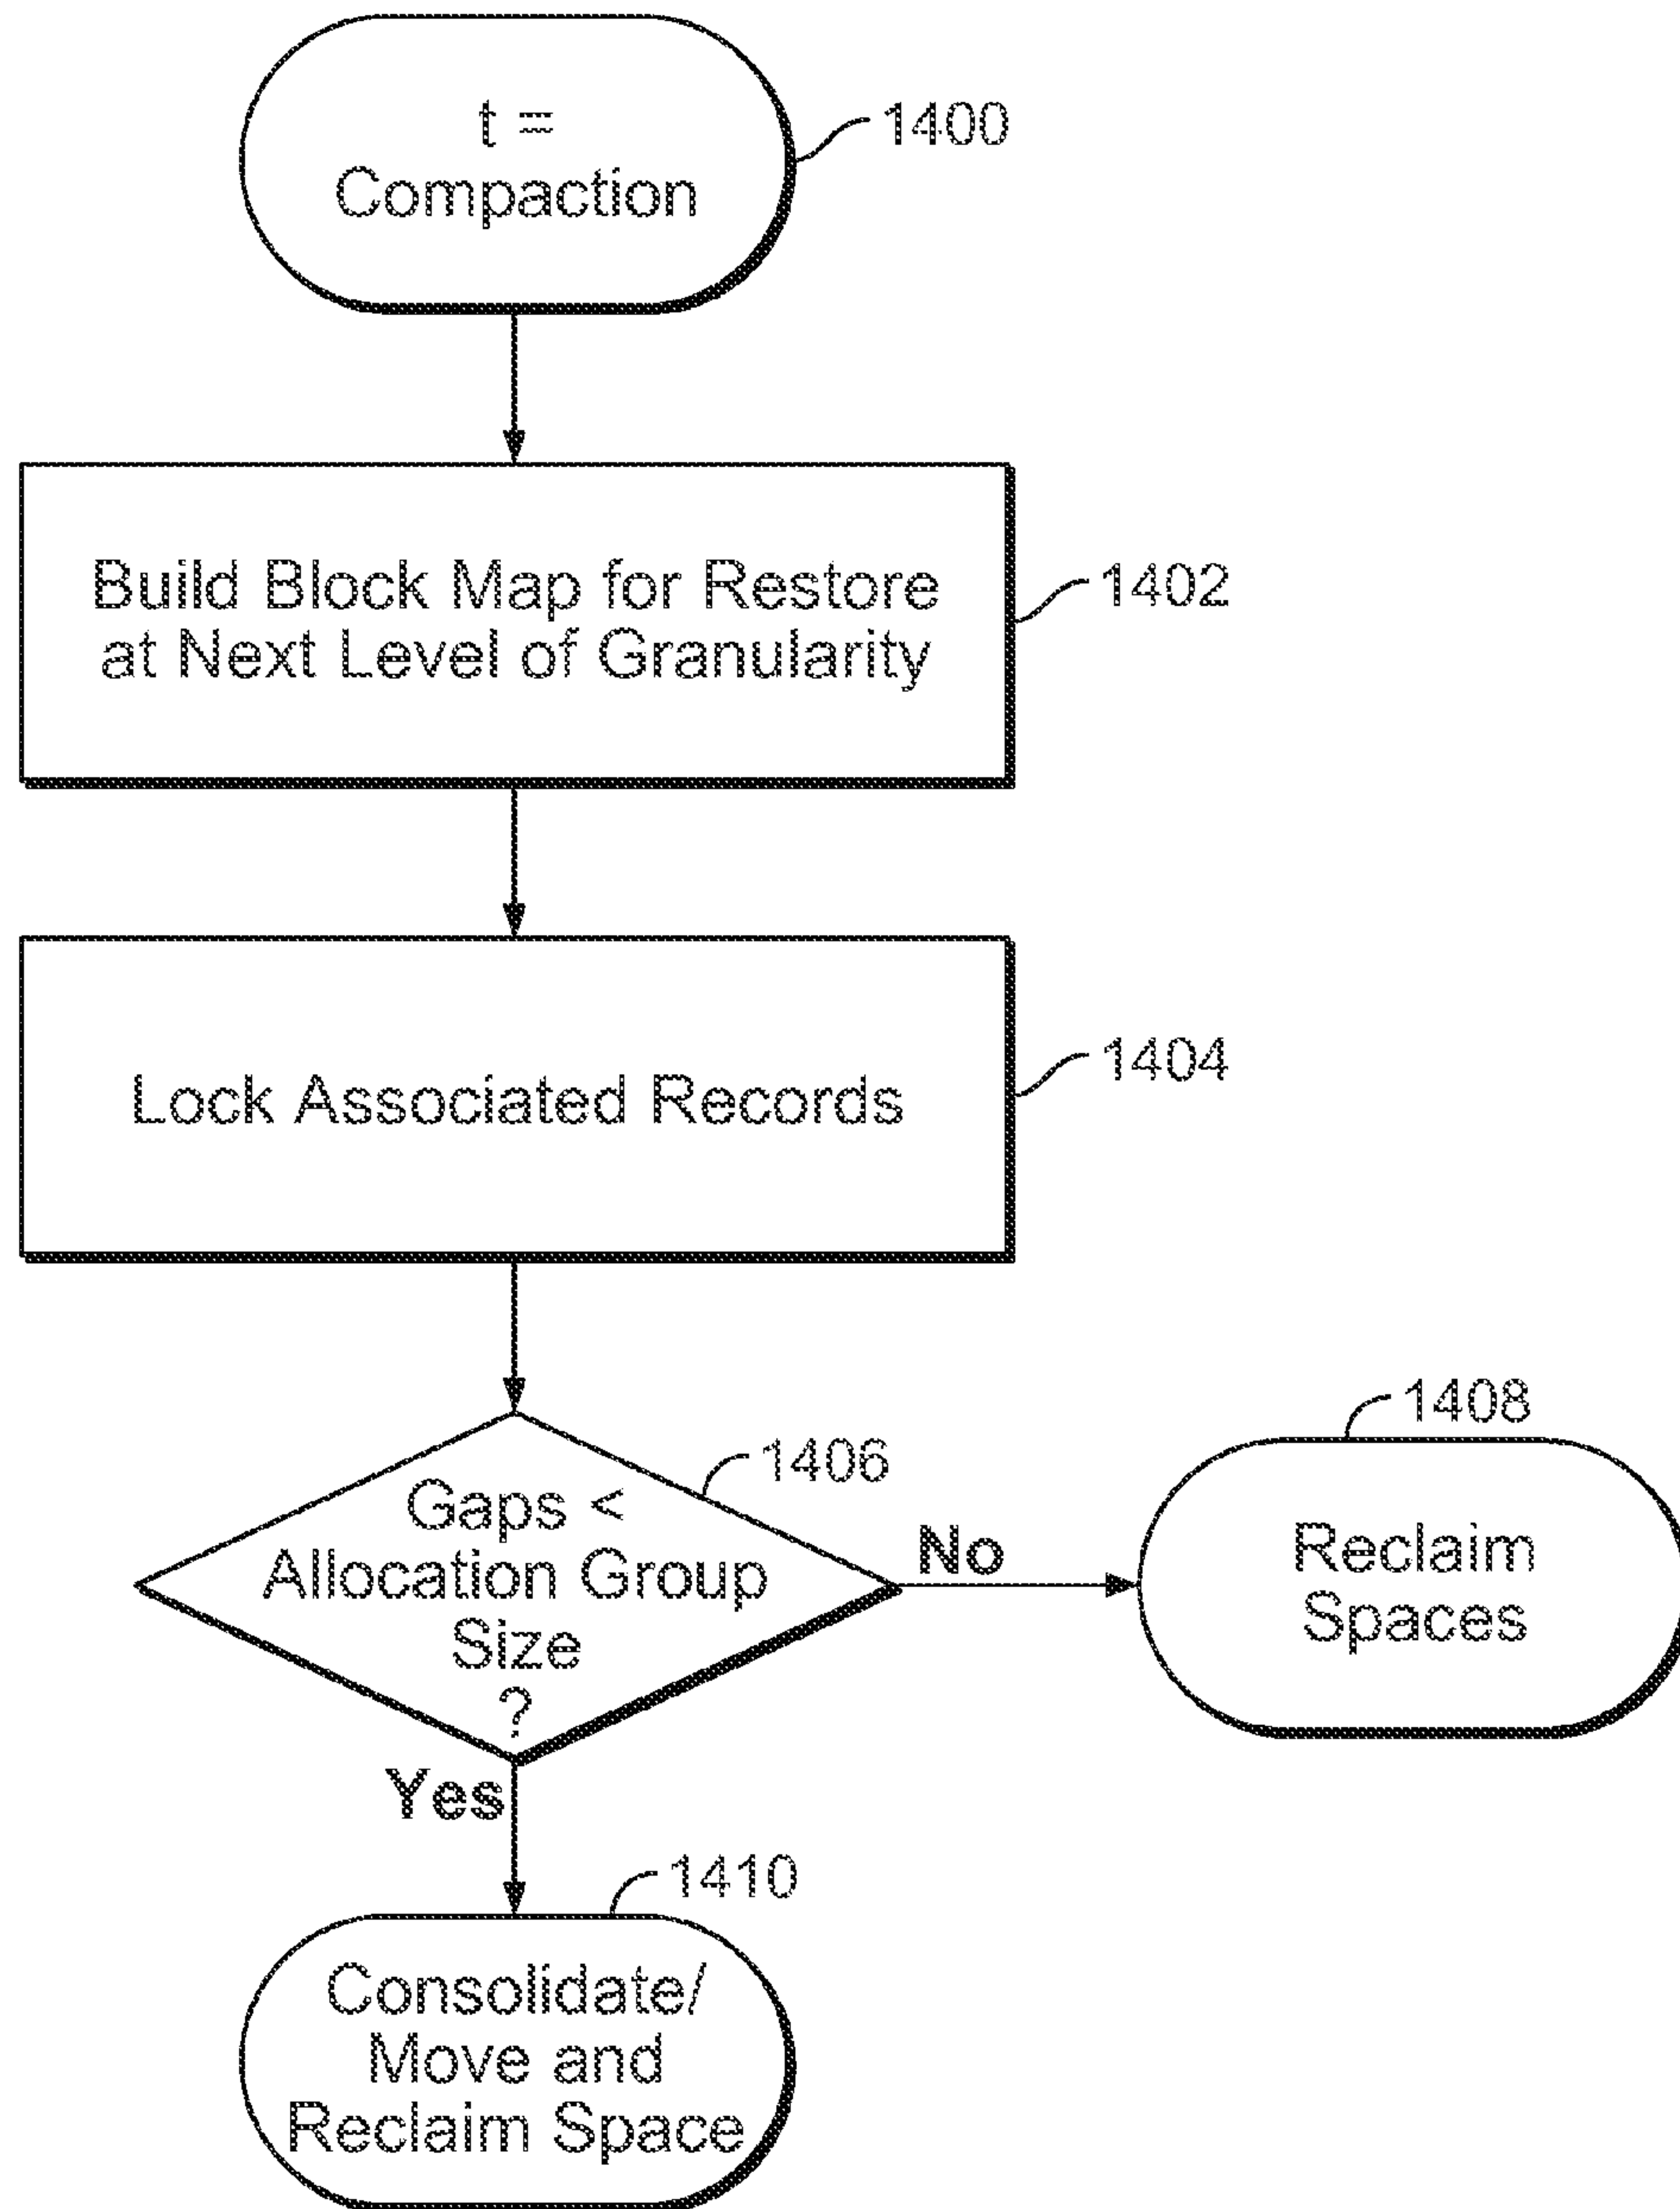 t =
Compaction
1400
Build Block Map for Restore
at Next Level of Granularity
1402
Lock Associated Records
1404
Gaps <
Allocation Group
Size
?
1406
No
Reclaim
Spaces
1408
Yes
Consolidate/
Move and
Reclaim Space
1410